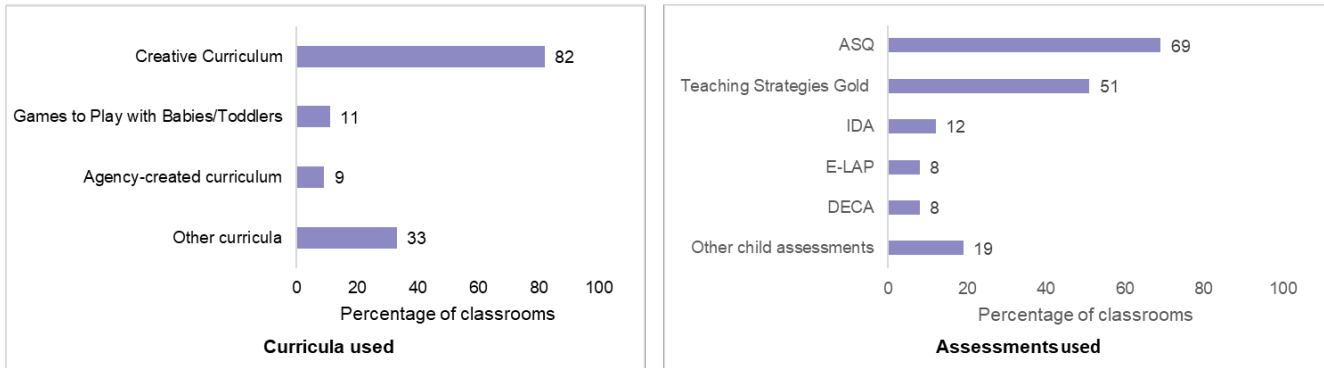 Creative Curriculum 82
Games to Play with Babies/Toddlers 11
Agency-created curriculum 9
Other curricula 33
0 20 40 60 80 100
Percentage of classrooms
Curricula used
ASQ 69
Teaching Strategies Gold 51
IDA 12
E-LAP 8
DECA 8
Other child assessments 19
0 20 40 60 80 100
Percentage of classrooms
Assessments used